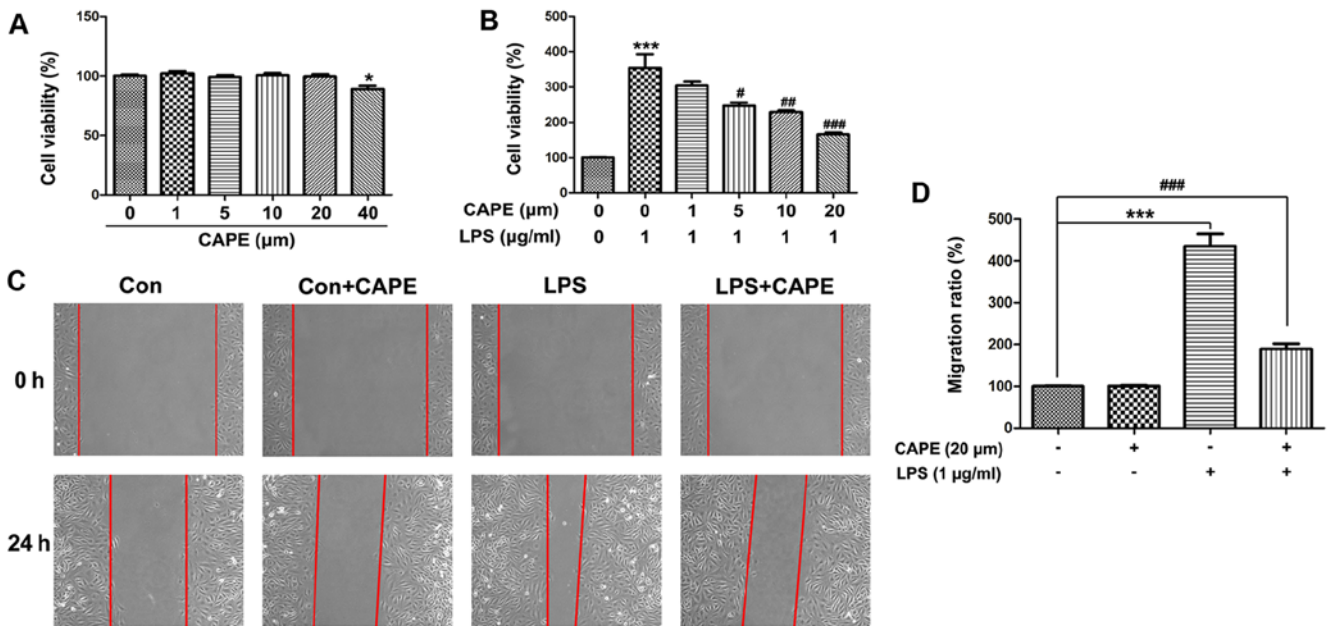 A
Cell viability (%)
150
100
50
0
*
0 1 5 10 20 40
CAPE (μm)
B
Cell viability (%)
500
400
300
200
100
0
***
#
##
###
CAPE (μm) 0 0 1 5 10 20
LPS (μg/ml) 0 1 1 1 1 1
C
Con Con+CAPE LPS LPS+CAPE
0 h
24 h
D
Migration ratio (%)
500
400
300
200
100
0
###
***
CAPE (20 μm) - + - +
LPS (1 μg/ml) - - + +